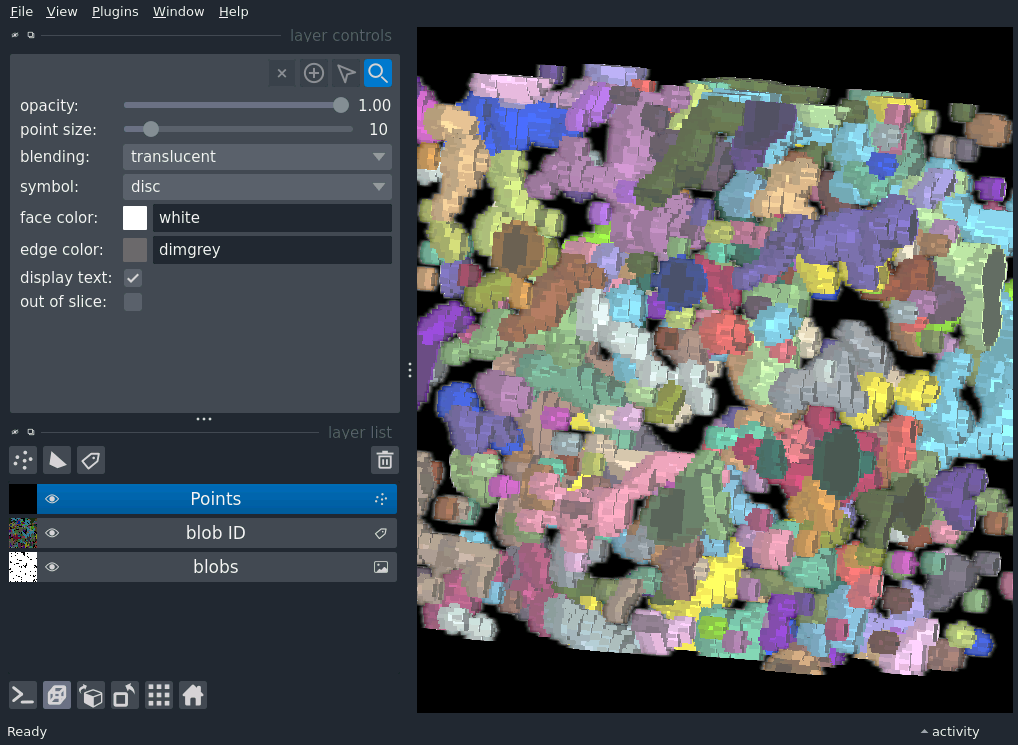 File View Plugins Window Help
layer controls
opacity: 1.00
point size: 10
blending: translucent
symbol: disc
face color: white
edge color: dimgrey
display text:
out of slice:
layer list
Points
blob ID
blobs
Ready activity